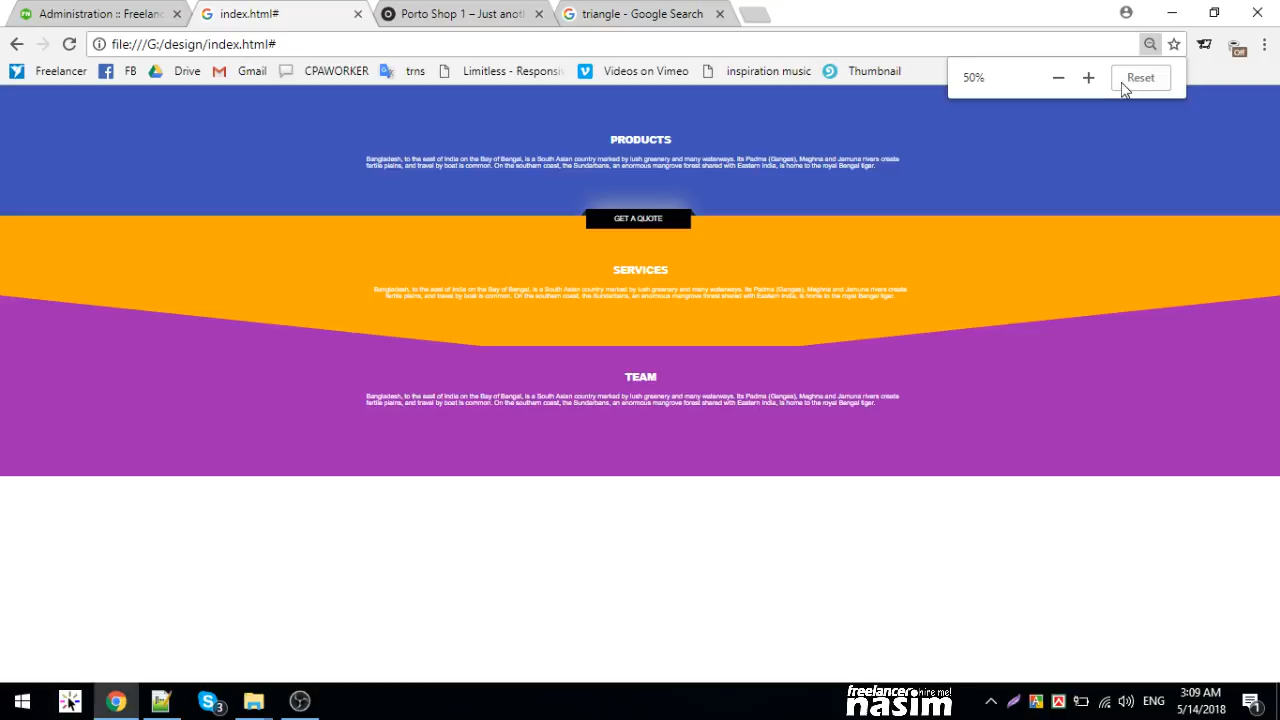 Administration : Freelanc
index.html#
Porto Shop 1 – Just anot
triangle - Google Search
file:///G:/design/index.html#
Freelancer
FB
Drive
Gmail
CPAWORKER
trns
Limitless - Responsi
Videos on Vimeo
inspiration music
Thumbnail
Off
50%
Reset
PRODUCTS
Bangladesh, to the east of India on the Bay of Bengal, is a South Asian country marked by lush greenery and many waterways. Its Padma (Ganges), Meghna and Jamuna rivers create
fertile plains, and travel by boat is common. On the southern coast, the Sundarbans, an enormous mangrove forest shared with Eastern India, is home to the royal Bengal tiger.
GET A QUOTE
SERVICES
Bangladesh, to the east of India on the Bay of Bengal, is a South Asian country marked by lush greenery and many waterways. Its Padma (Ganges), Meghna and Jamuna rivers create
fertile plains, and travel by boat is common. On the southern coast, the Sundarbans, an enormous mangrove forest shared with Eastern India, is home to the royal Bengal tiger.
TEAM
Bangladesh, to the east of India on the Bay of Bengal, is a South Asian country marked by lush greenery and many waterways. Its Padma (Ganges), Meghna and Jamuna rivers create
fertile plains, and travel by boat is common. On the southern coast, the Sundarbans, an enormous mangrove forest shared with Eastern India, is home to the royal Bengal tiger.
3
freelancer
hire me!
nasim
ENG
3:09 AM
5/14/2018
1